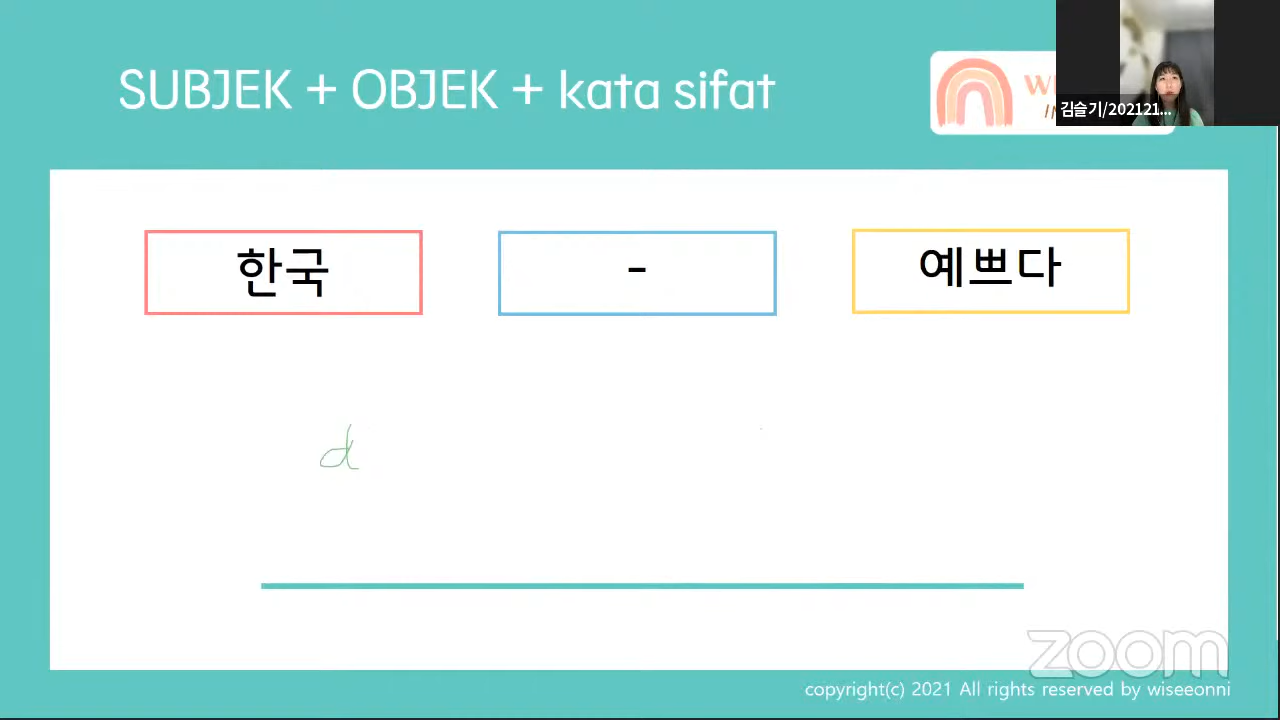 SUBJEK + OBJEK + kata sifat
김슬기/202121...
한국
-
예쁘다
d
zoom
copyright(c) 2021 All rights reserved by wiseeonni